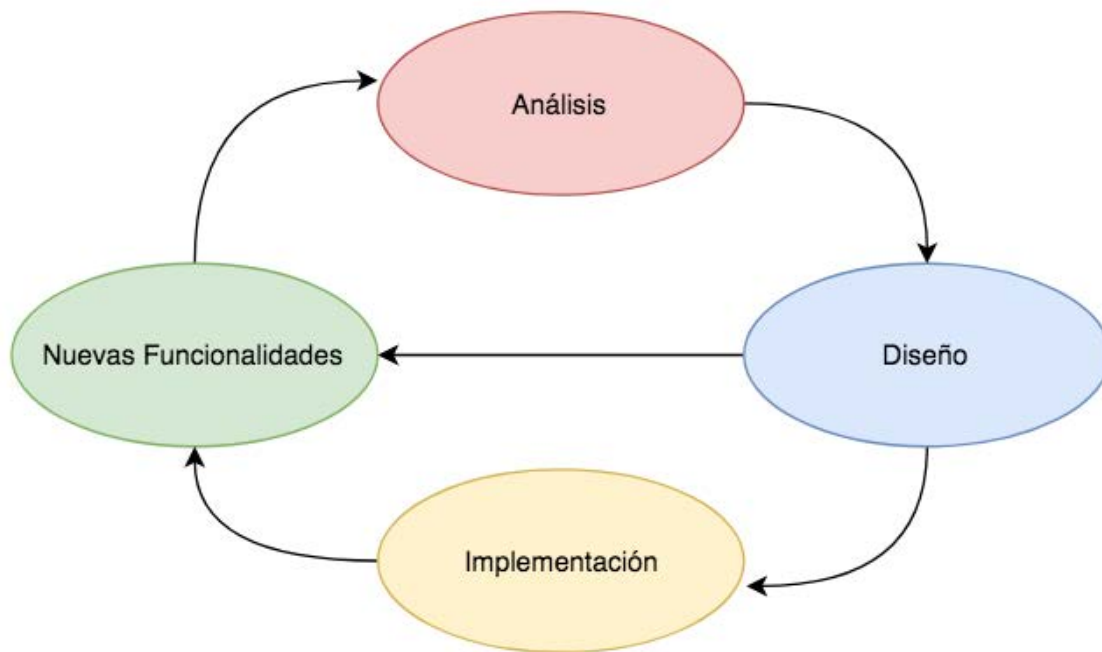 Análisis
Nuevas Funcionalidades
Diseño
Implementación